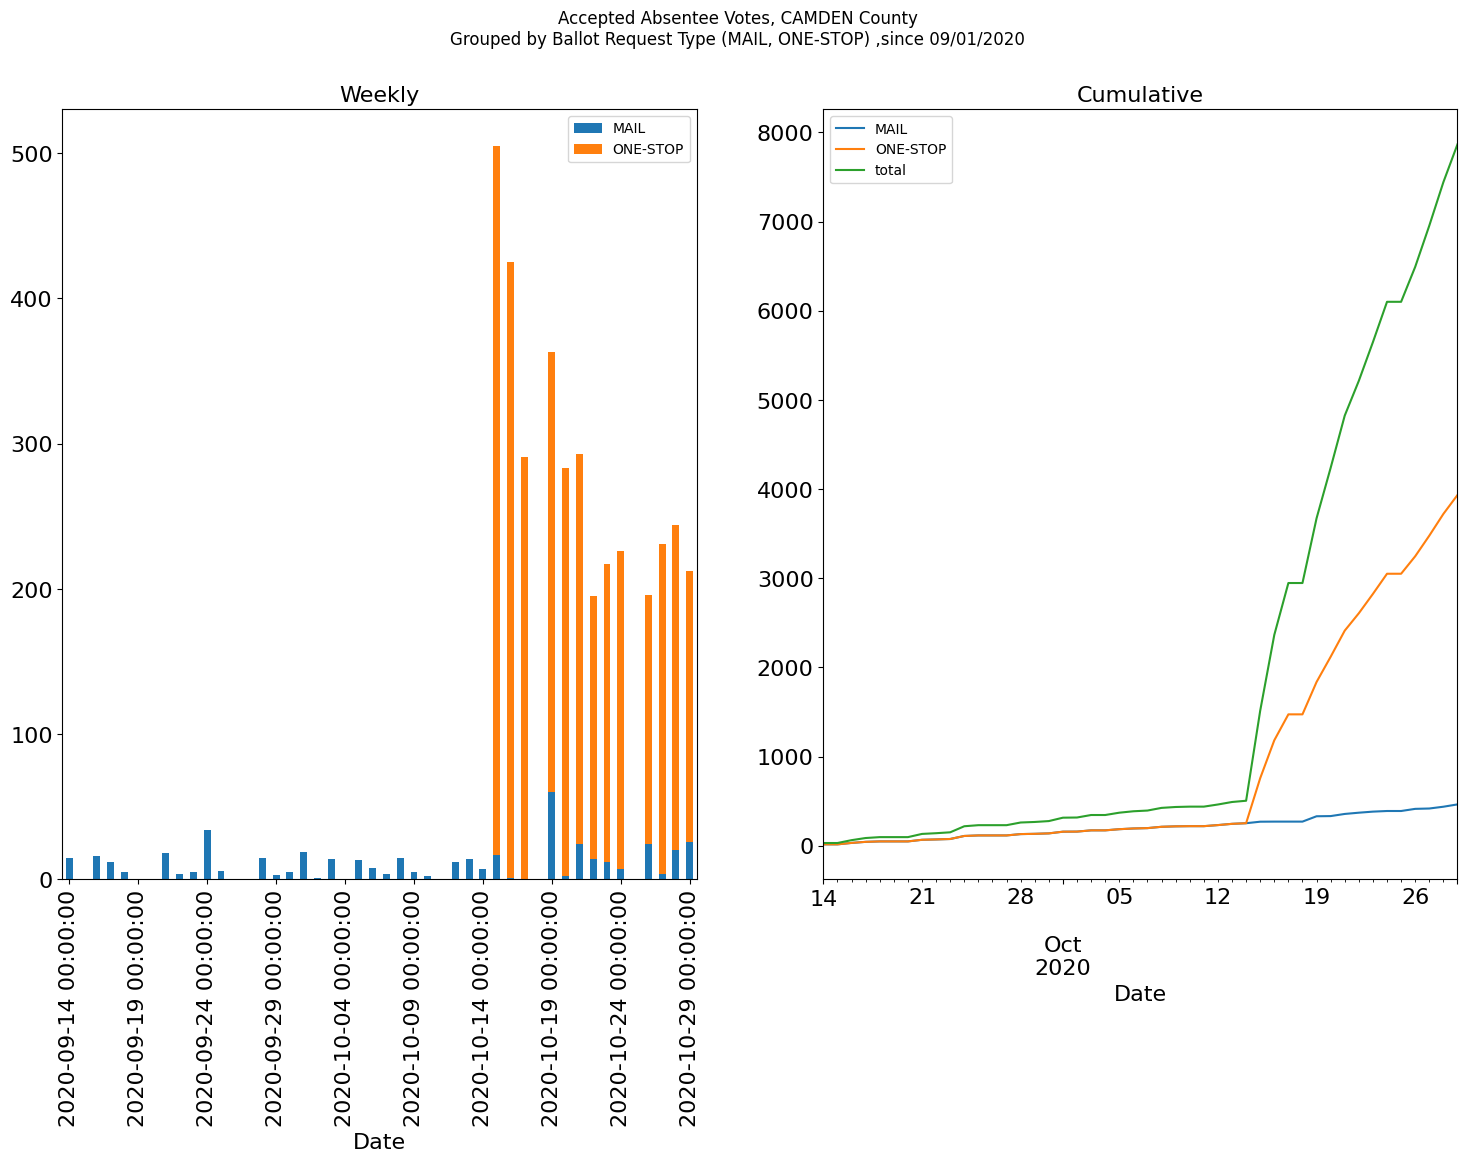 Accepted Absentee Votes, CAMDEN County
Grouped by Ballot Request Type (MAIL, ONE-STOP) ,since 09/01/2020
Weekly
MAIL
ONE-STOP
500
400
300
200
100
0
2020-09-14 00:00:00
2020-09-19 00:00:00
2020-09-24 00:00:00
2020-09-29 00:00:00
2020-10-04 00:00:00
2020-10-09 00:00:00
2020-10-14 00:00:00
2020-10-19 00:00:00
2020-10-24 00:00:00
2020-10-29 00:00:00
Date
Cumulative
MAIL
ONE-STOP
total
8000
7000
6000
5000
4000
3000
2000
1000
0
14 21 28 05 12 19 26
Oct
2020
Date